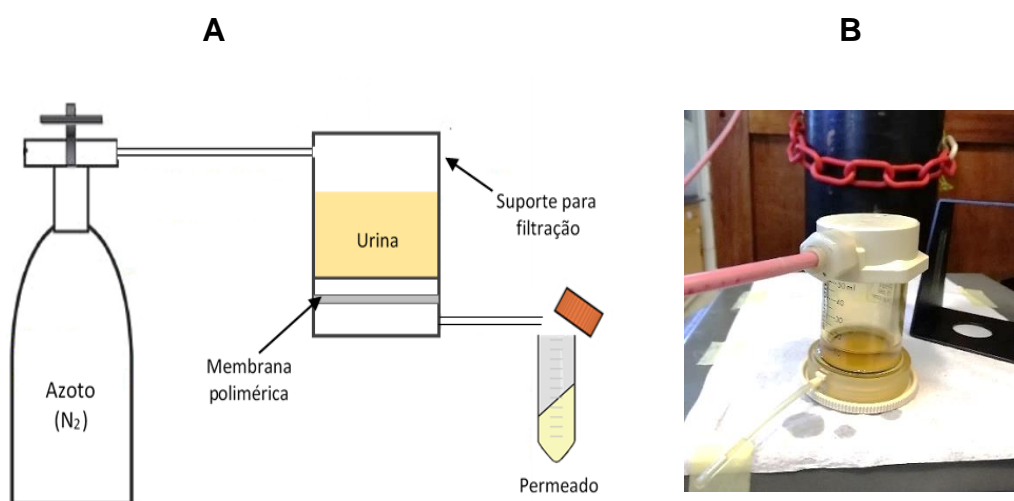 A
B
Suporte para
filtração
Urina
Membrana
polimérica
Azoto
(N₂)
Permeado